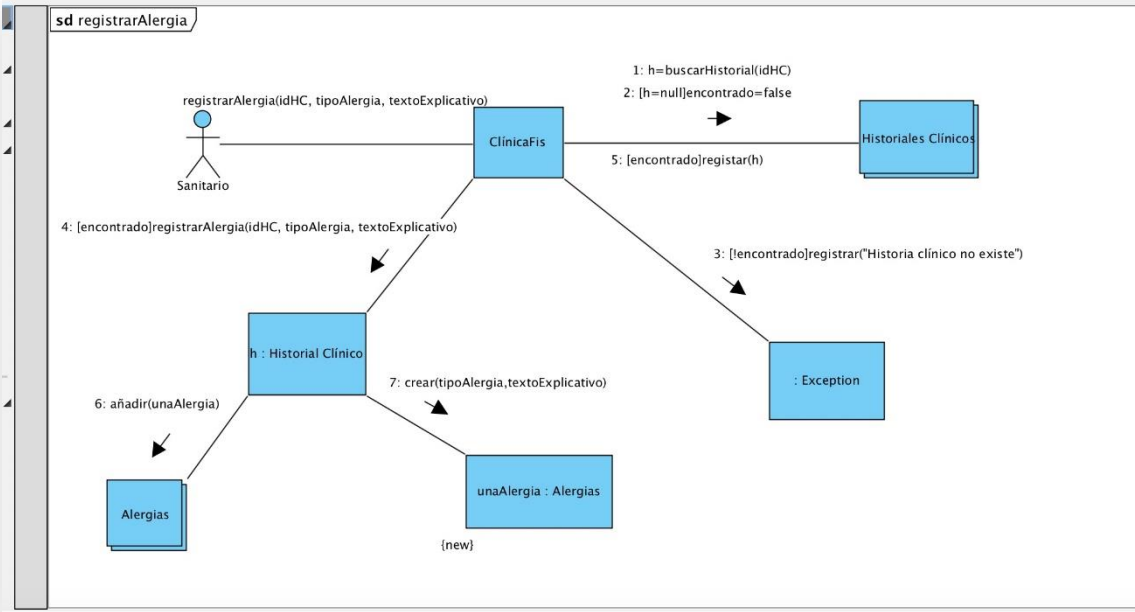 sd registrarAlergia
1: h=buscarHistorial(idHC)
2: [h=null]encontrado=false
registrarAlergia(idHC, tipoAlergia, textoExplicativo)
ClínicaFis
Historiales Clínicos
5: [encontrado]registar(h)
Sanitario
4: [encontrado]registrarAlergia(idHC, tipoAlergia, textoExplicativo)
3: [!encontrado]registrar("Historia clínico no existe")
h : Historial Clínico
: Exception
7: crear(tipoAlergia,textoExplicativo)
6: añadir(unaAlergia)
unaAlergia : Alergias
Alergias
{new}